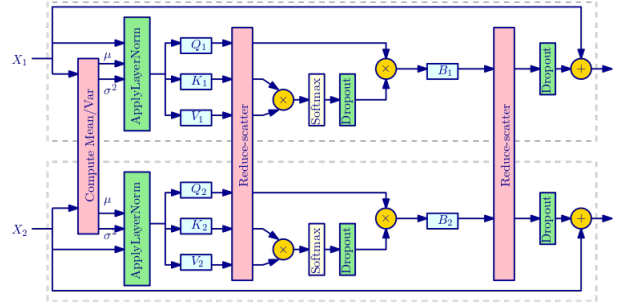 X₁
Compute Mean/Var
μ
σ²
ApplyLayerNorm
Q₁
K₁
V₁
Reduce-scatter
×
Softmax
Dropout
×
B₁
Reduce-scatter
Dropout
+
X₂
μ
σ²
ApplyLayerNorm
Q₂
K₂
V₂
×
Softmax
Dropout
×
B₂
Dropout
+